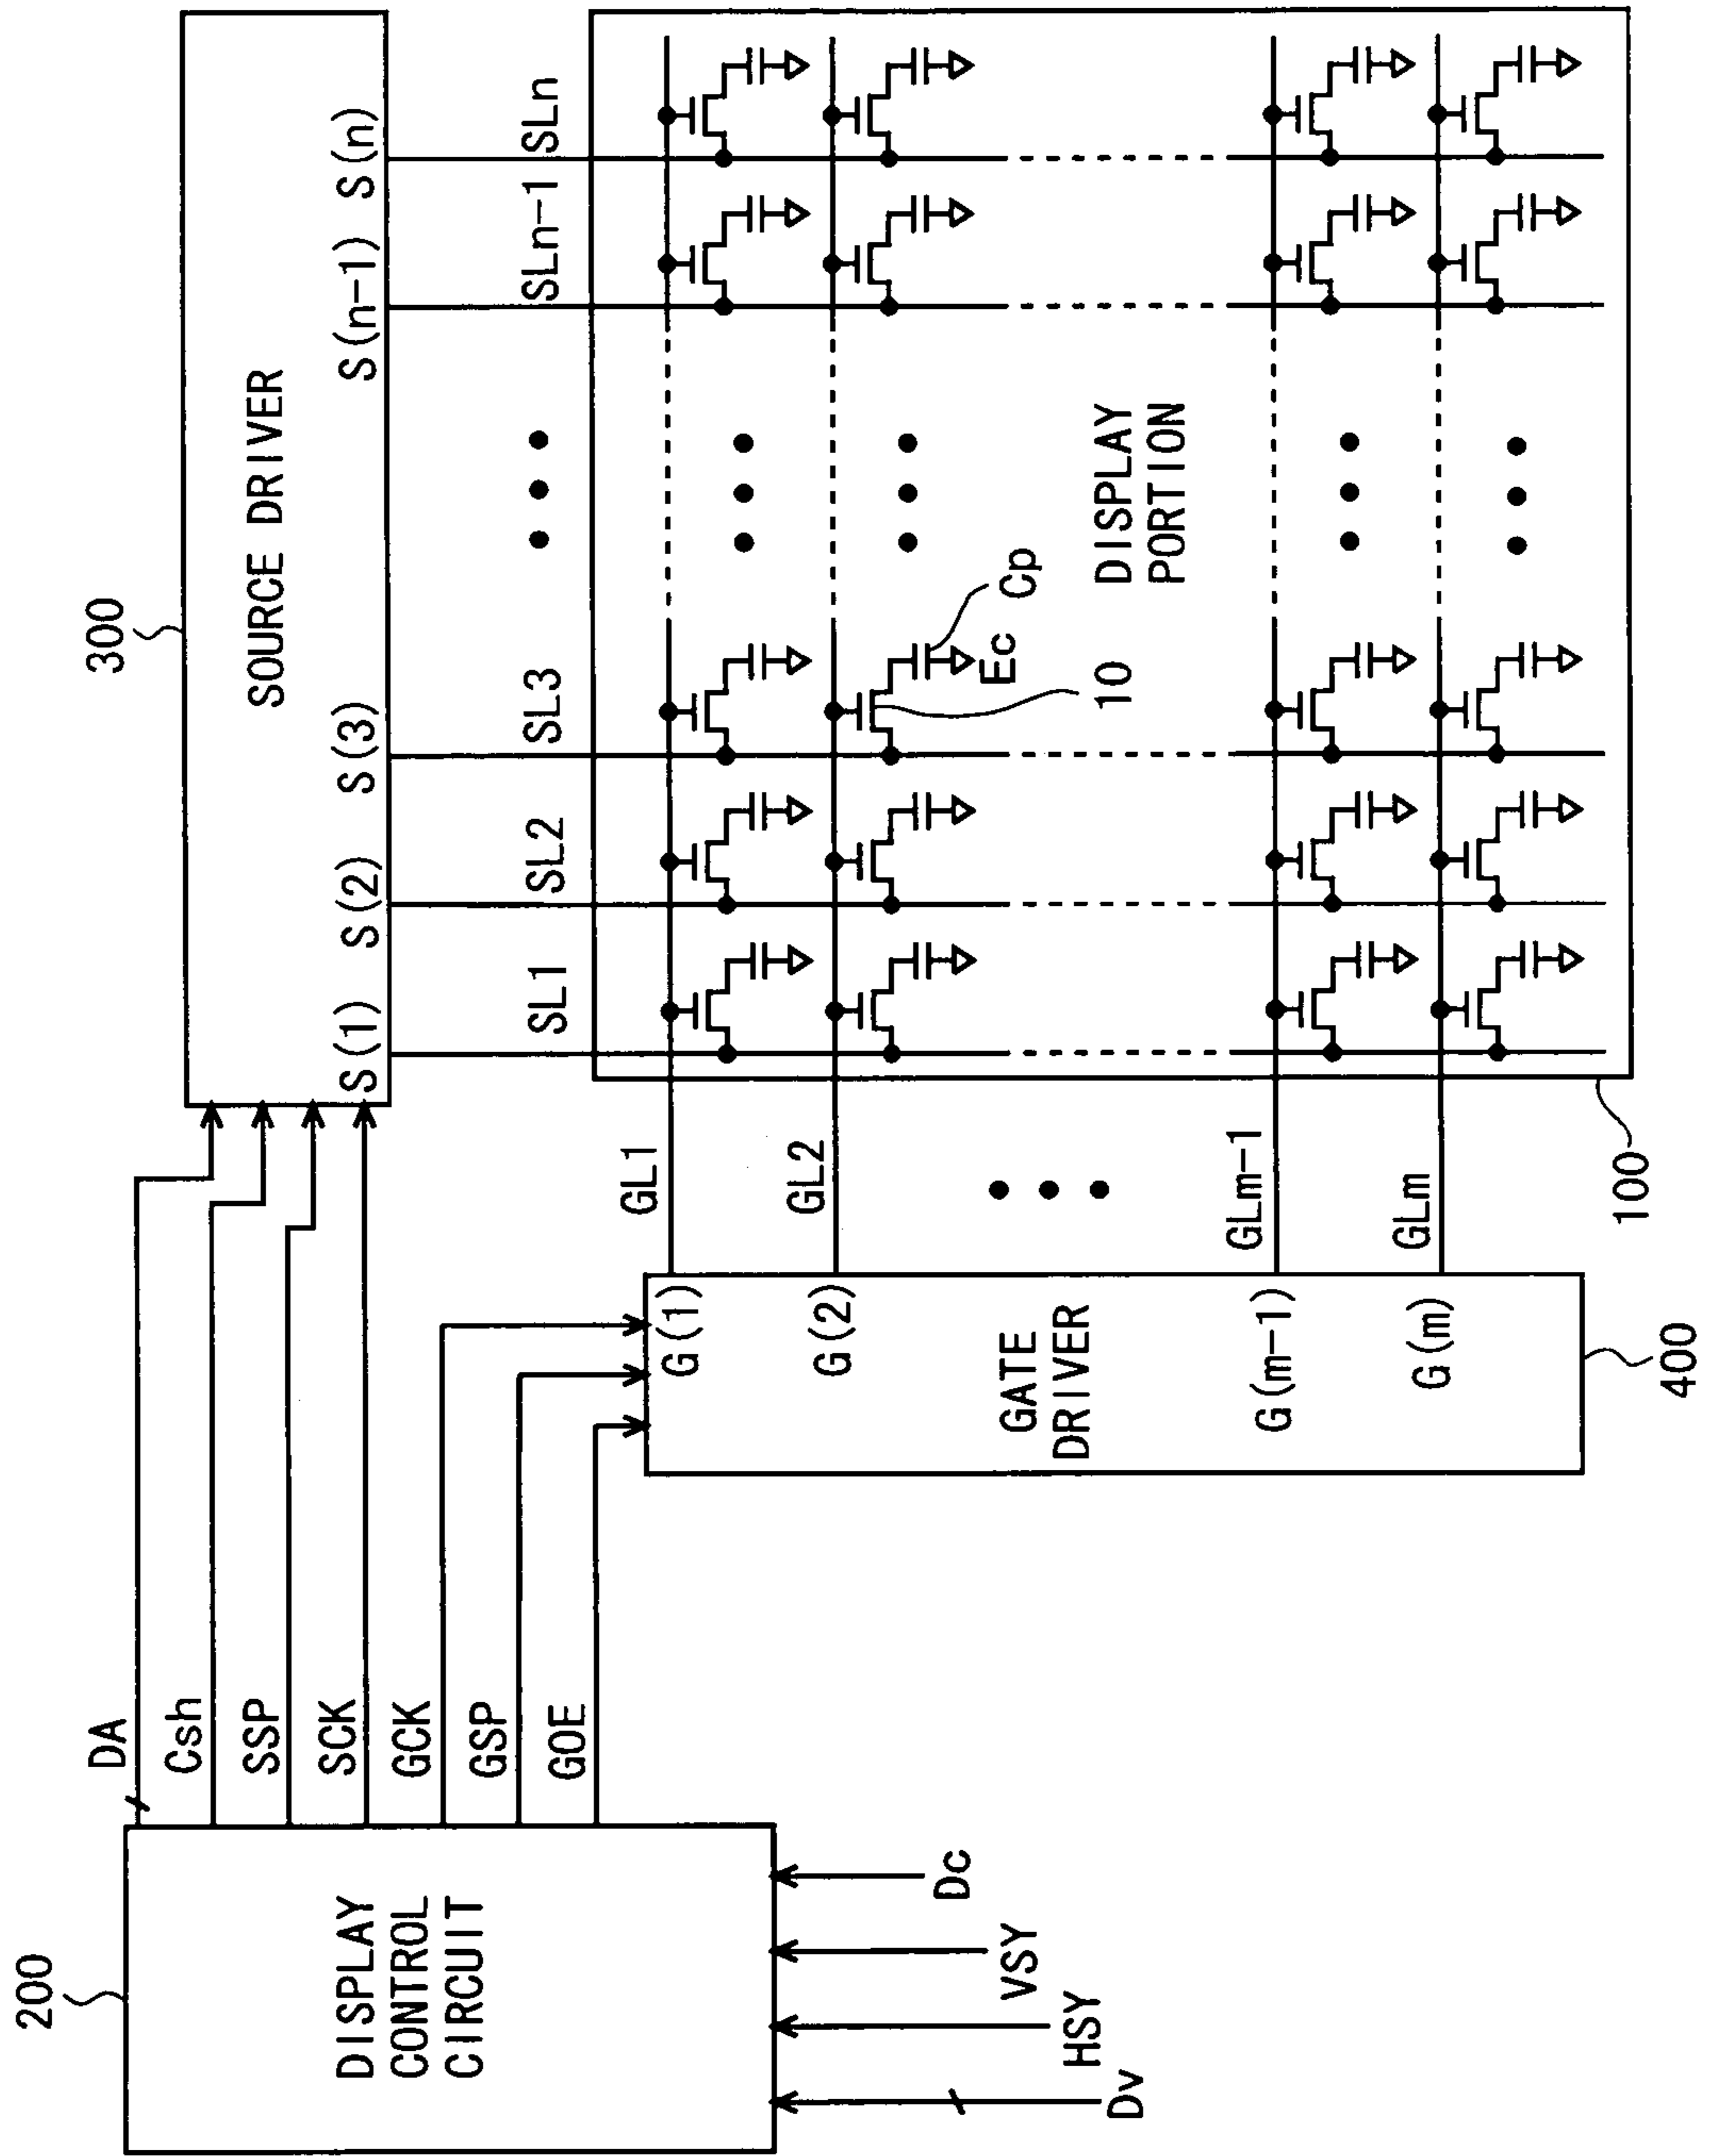 200
DISPLAY
CONTROL
CIRCUIT
Dv
HSY
VSY
Dc
DA
Csh
SSP
SCK
GCK
GSP
GOE
300
SOURCE DRIVER
S(1)
S(2)
S(3)
S(n-1)
S(n)
SL1
SL2
SL3
SLn-1
SLn
GATE
DRIVER
G(1)
G(2)
G(m-1)
G(m)
400
GL1
GL2
GLm-1
GLm
100
Cp
Ec
10
DISPLAY
PORTION